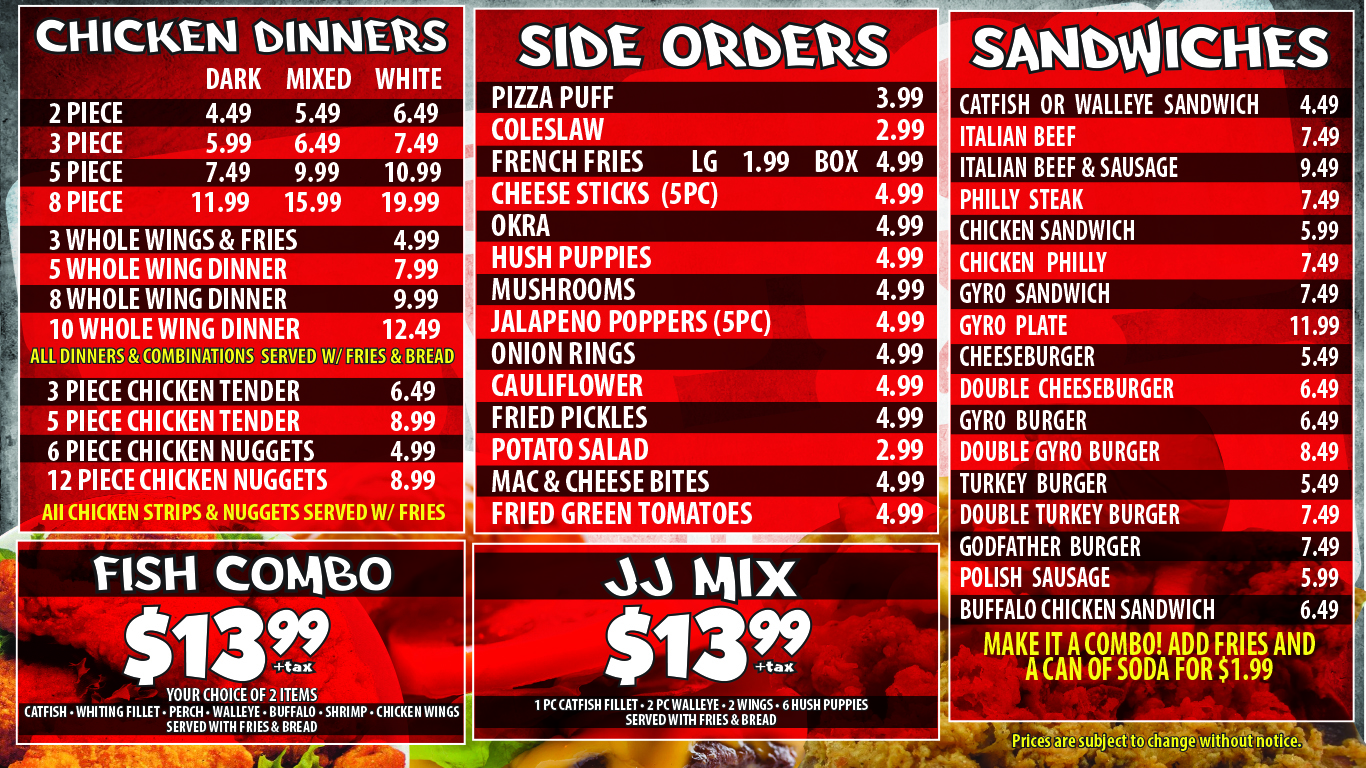 CHICKEN DINNERS
DARK MIXED WHITE
2 PIECE 4.49 5.49 6.49
3 PIECE 5.99 6.49 7.49
5 PIECE 7.49 9.99 10.99
8 PIECE 11.99 15.99 19.99
3 WHOLE WINGS & FRIES 4.99
5 WHOLE WING DINNER 7.99
8 WHOLE WING DINNER 9.99
10 WHOLE WING DINNER 12.49
ALL DINNERS & COMBINATIONS SERVED W/ FRIES & BREAD
3 PIECE CHICKEN TENDER 6.49
5 PIECE CHICKEN TENDER 8.99
6 PIECE CHICKEN NUGGETS 4.99
12 PIECE CHICKEN NUGGETS 8.99
All CHICKEN STRIPS & NUGGETS SERVED W/ FRIES
FISH COMBO
$13.99
+tax
YOUR CHOICE OF 2 ITEMS
CATFISH • WHITING FILLET • PERCH • WALLEYE • BUFFALO • SHRIMP • CHICKEN WINGS
SERVED WITH FRIES & BREAD
SIDE ORDERS
PIZZA PUFF 3.99
COLESLAW 2.99
FRENCH FRIES LG 1.99 BOX 4.99
CHEESE STICKS (5PC) 4.99
OKRA 4.99
HUSH PUPPIES 4.99
MUSHROOMS 4.99
JALAPENO POPPERS (5PC) 4.99
ONION RINGS 4.99
CAULIFLOWER 4.99
FRIED PICKLES 4.99
POTATO SALAD 2.99
MAC & CHEESE BITES 4.99
FRIED GREEN TOMATOES 4.99
JJ MIX
$13.99
+tax
1 PC CATFISH FILLET • 2 PC WALLEYE • 2 WINGS • 6 HUSH PUPPIES
SERVED WITH FRIES & BREAD
SANDWICHES
CATFISH OR WALLEYE SANDWICH 4.49
ITALIAN BEEF 7.49
ITALIAN BEEF & SAUSAGE 9.49
PHILLY STEAK 7.49
CHICKEN SANDWICH 5.99
CHICKEN PHILLY 7.49
GYRO SANDWICH 7.49
GYRO PLATE 11.99
CHEESEBURGER 5.49
DOUBLE CHEESEBURGER 6.49
GYRO BURGER 6.49
DOUBLE GYRO BURGER 8.49
TURKEY BURGER 5.49
DOUBLE TURKEY BURGER 7.49
GODFATHER BURGER 7.49
POLISH SAUSAGE 5.99
BUFFALO CHICKEN SANDWICH 6.49
MAKE IT A COMBO! ADD FRIES AND
A CAN OF SODA FOR $1.99
Prices are subject to change without notice.